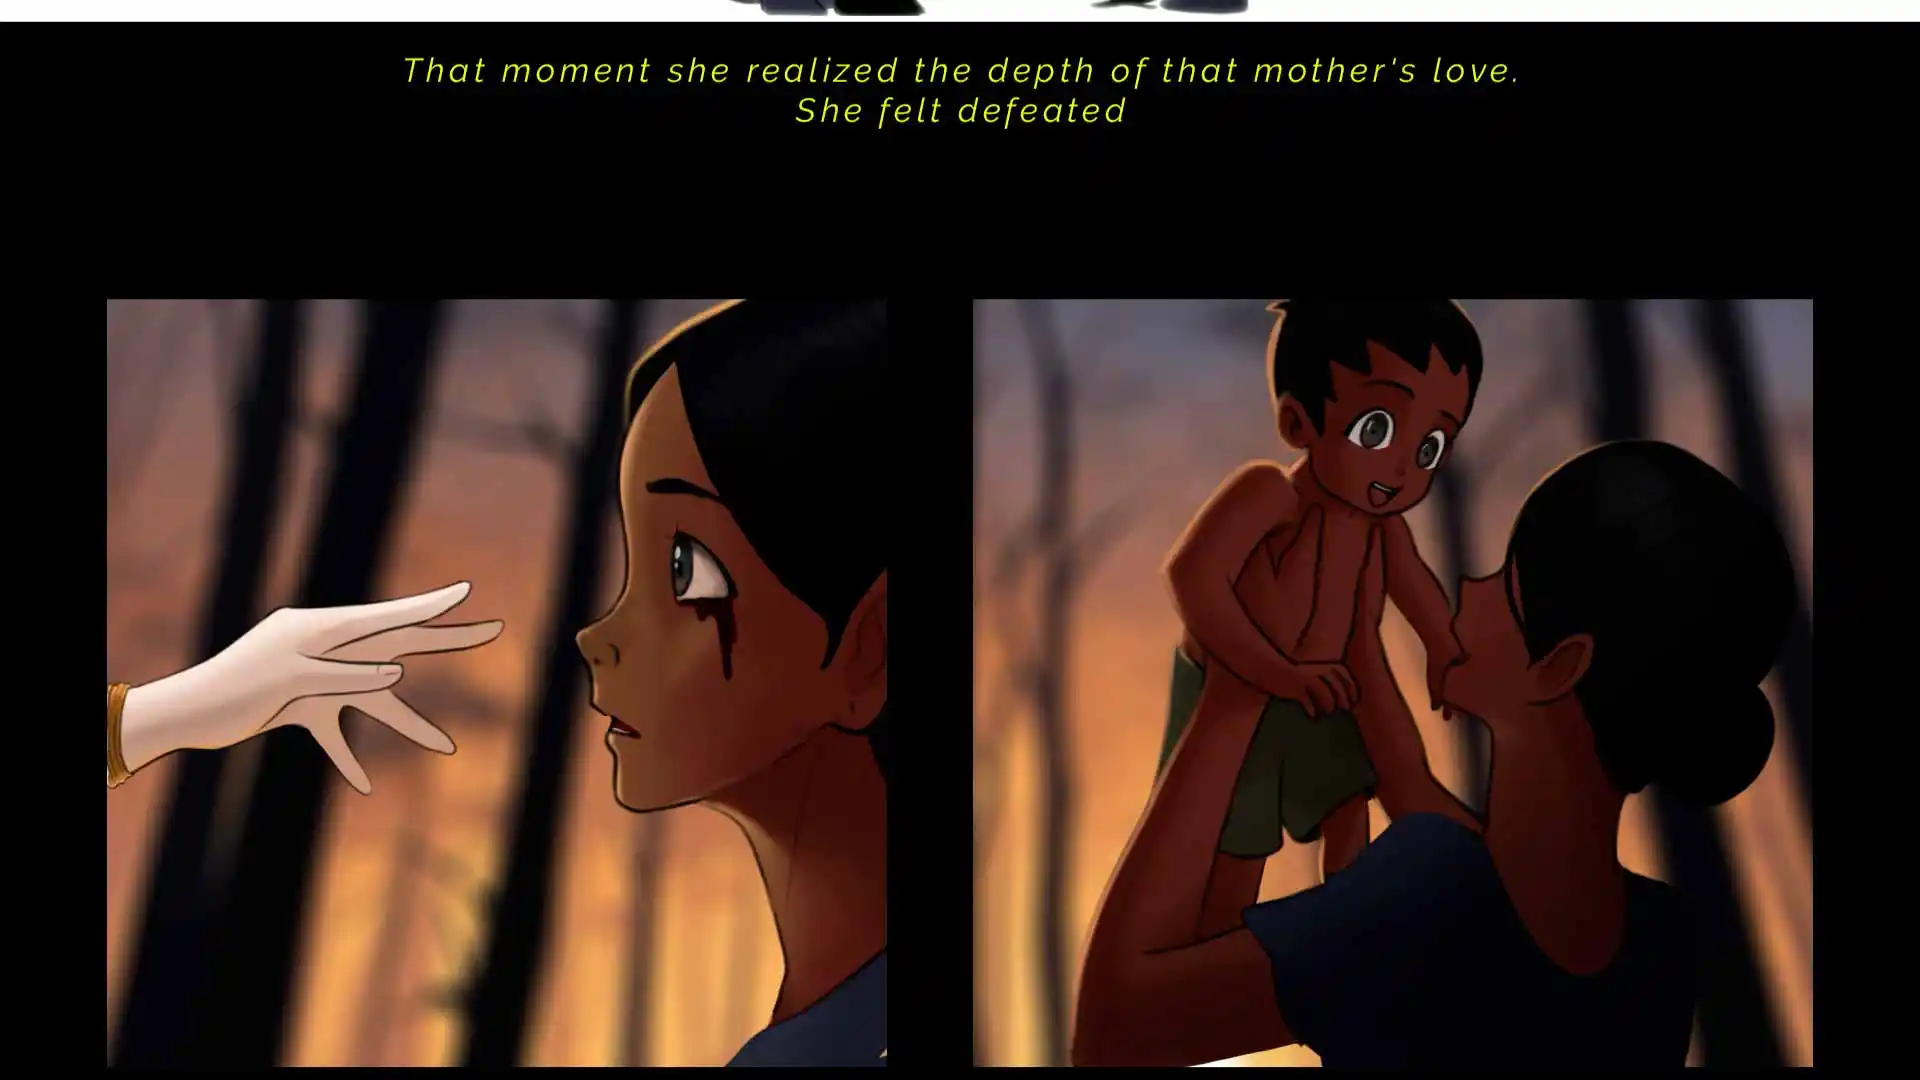 That moment she realized the depth of that mother's love.
She felt defeated